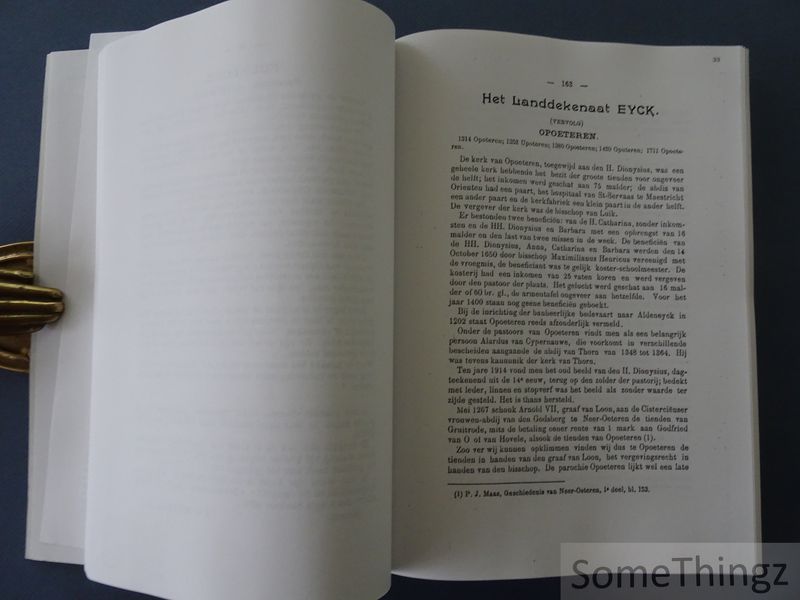 33
— 163 —
Het Landdekenaat EYCK.
(VERVOLG)
OPOETEREN.
1314 Opoteren; 1252 Upoteren; 1380 Oposteren; 1420 Oputeren; 1711 Opoete-
ren.
De kerk van Opoeteren, toegewijd aan den H. Dionysius, was een
geheele kerk hebbende het bezit der groote tienden voor ongeveer
de helft; het inkomen werd geschat aan 75 malder; de abdis van
Orienten had een paart, het hospitaal van St-Servaas te Maestricht
een ander paart en de kerkfabriek een klein paart in de ander helft.
De vergever der kerk was de bisschop van Luik.
Er bestonden twee beneficiën: van de H. Catharina, zonder inkom-
sten en de HH. Dionysius en Barbara met een opbrengst van 16
malder en den last van twee missen in de week. De beneficiën van
de HH. Dionysius, Anna, Catharina en Barbara werden den 14
October 1650 door bisschop Maximilianus Henricus vereenigd met
de vroegmis, de beneficiant was te gelijk koster-schoolmeester. De
kosterij had een inkomen van 25 vaten koren en werd vergeven
door den pastoor der plaats. Het gelucht werd geschat aan 16 mal-
der of 60 br. gl., de armentafel ongeveer aan hetzelfde. Voor het
jaar 1400 staan nog geene beneficiën geboekt.
Bij de inrichting der banbeerlijke bedevaart naar Aldeneyck in
1202 staat Opoeteren reeds afzonderlijk vermeld.
Onder de pastoors van Opoeteren vindt men als een belangrijk
persoon Alardus van Cypernauwe, die voorkomt in verschillende
bescheiden aangaande de abdij van Thorn van 1348 tot 1364. Hij
was tevens kanunnik der kerk van Thorn.
Ten jare 1914 vond men het oud beeld van den H. Dionysius, dag-
teekenend uit de 14e eeuw, terug op den zolder der pastorij; bedekt
met leder, linnen en stopverf was het beeld als zonder waarde ter
zijde gesteld. Het is thans hersteld.
Mei 1267 schonk Arnold VII, graaf van Loon, aan de Cisterciënser
vrouwen-abdij van den Godsberg te Neer-Oeteren de tienden van
Gruitrode, mits de betaling eener rente van 1 mark aan Godfried
van O of van Hovele, alsook de tienden van Opoeteren (1).
Zoo ver wij kunnen opklimmen vinden wij dus te Opoeteren de
tienden in handen van den graaf van Loon, het vergevingsrecht in
handen van den bisschop. De parochie Opoeteren lijkt wel een late
(1) P. J. Maas, Geschiedenis van Neer-Oeteren, 1e deel, bl. 153.
SomeThingz